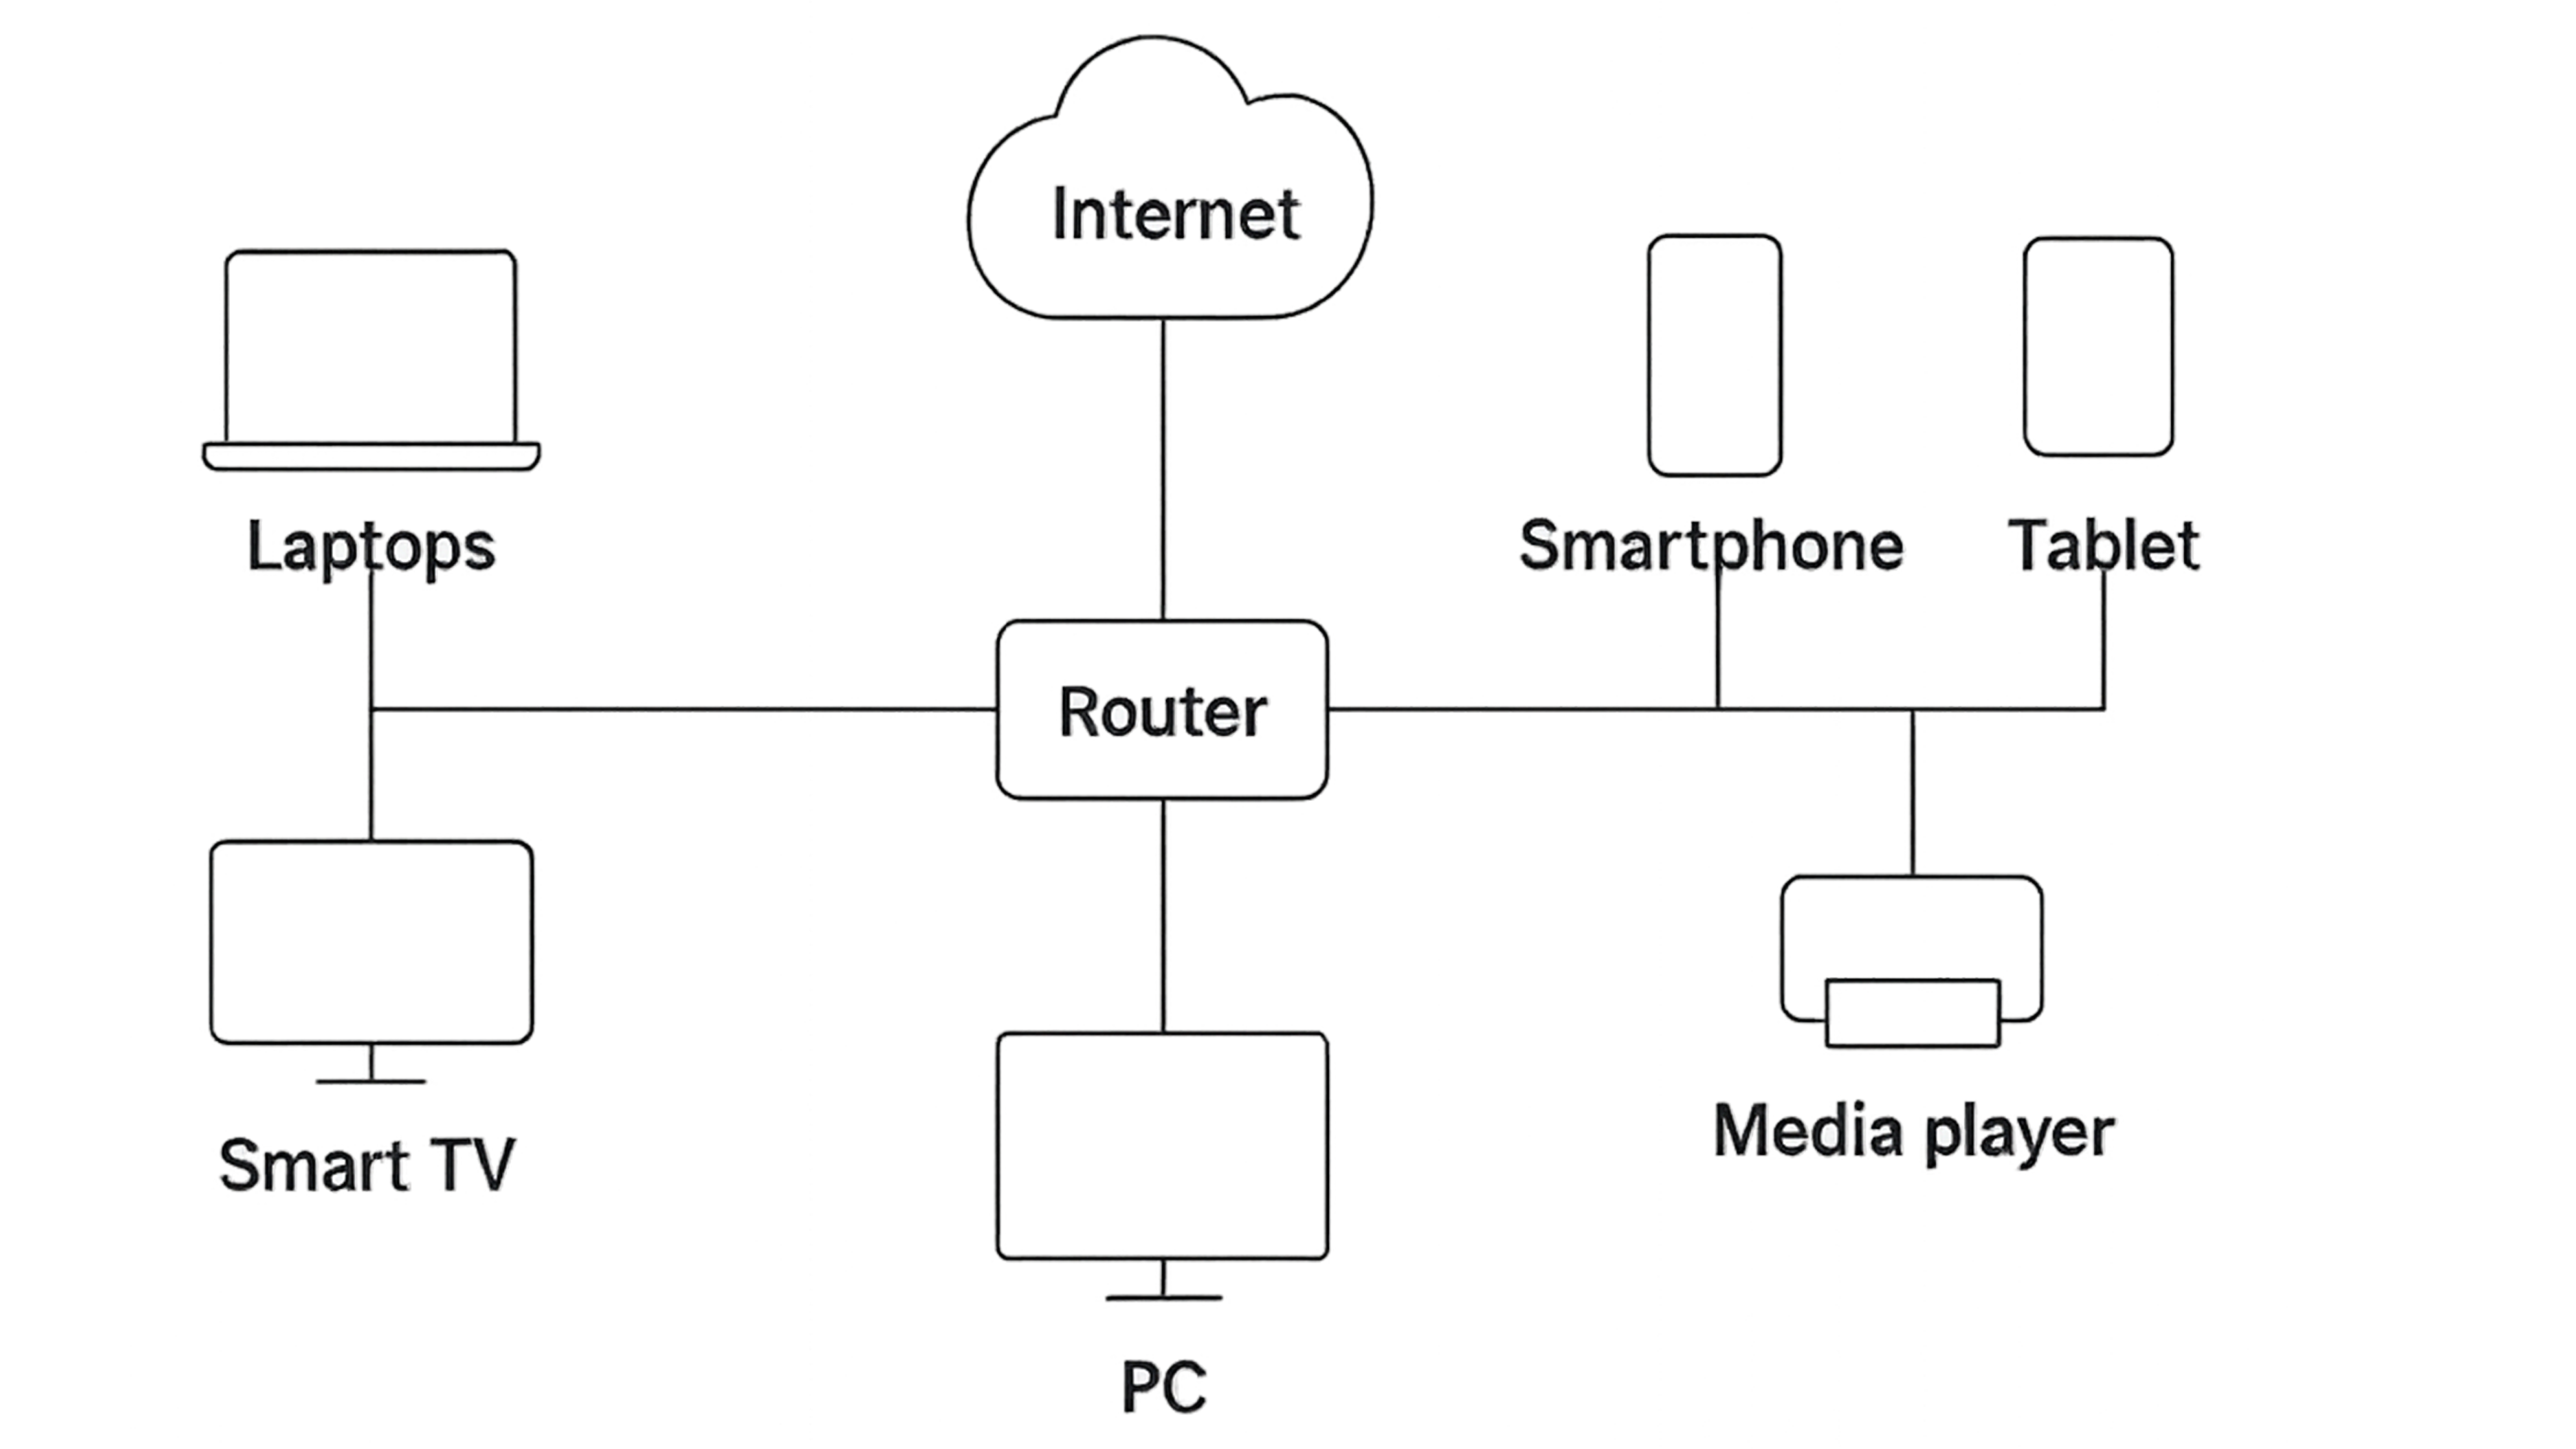 Internet
Laptops
Smartphone
Tablet
Router
Smart TV
Media player
PC